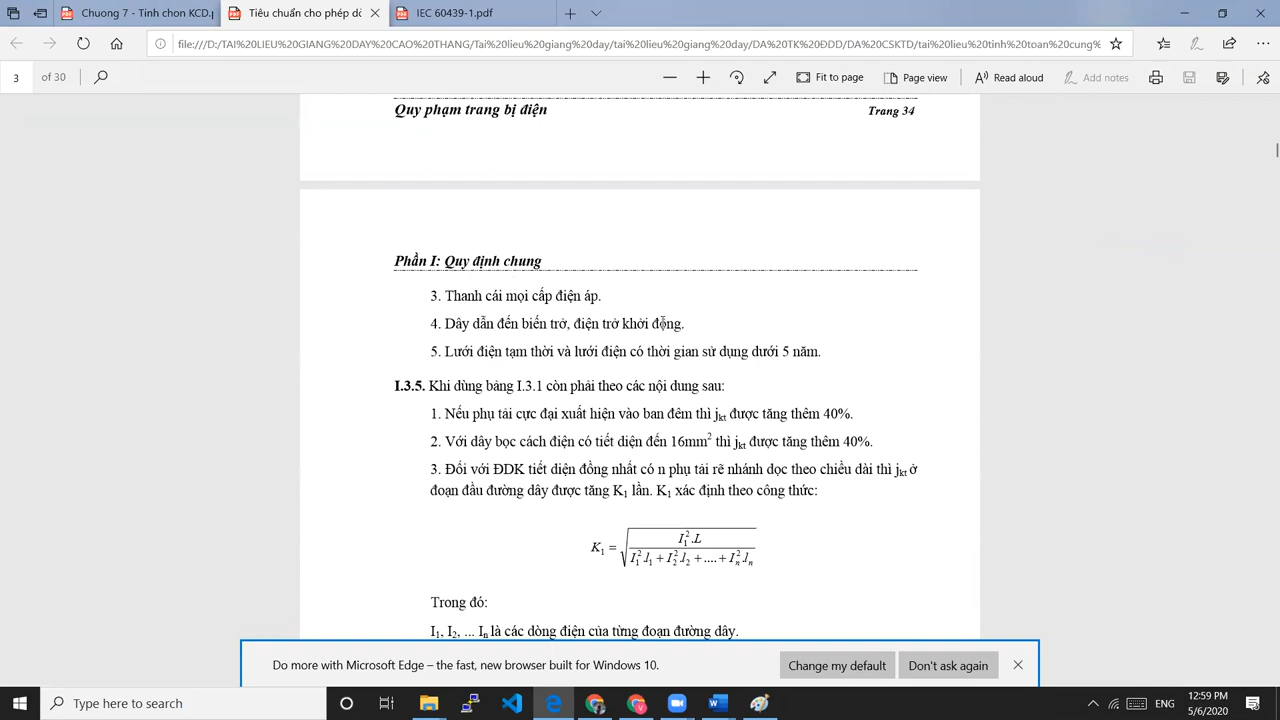 Chuong 7 - Tinh chon KCD.p
Tiêu chuẩn cho phép dò
IEC 60439-1.pdf
file:///D:/TAI%20LIEU%20GIANG%20DAY%20CAO%20THANG/Tai%20lieu%20giang%20day/tai%20lieu%20giang%20day/DA%20TK%20ĐDD/DA%20CSKTD/tai%20lieu%20tinh%20toan%20cung%
3 of 30
Fit to page
Page view
Read aloud
Add notes
Quy phạm trang bị điện
Trang 34
Phần I: Quy định chung
3. Thanh cái mọi cấp điện áp.
4. Dây dẫn đến biến trở, điện trở khởi động.
5. Lưới điện tạm thời và lưới điện có thời gian sử dụng dưới 5 năm.
I.3.5. Khi dùng bảng I.3.1 còn phải theo các nội dung sau:
1. Nếu phụ tải cực đại xuất hiện vào ban đêm thì jkt được tăng thêm 40%.
2. Với dây bọc cách điện có tiết diện đến 16mm² thì jkt được tăng thêm 40%.
3. Đối với ĐDK tiết diện đồng nhất có n phụ tải rẽ nhánh dọc theo chiều dài thì jkt ở
đoạn đầu đường dây được tăng K₁ lần. K₁ xác định theo công thức:
K₁ = √(I₁².L / (I₁².l₁ + I₂².l₂ + .... + Iₙ².lₙ))
Trong đó:
I₁, I₂, ... Iₙ là các dòng điện của từng đoạn đường dây.
Do more with Microsoft Edge – the fast, new browser built for Windows 10.
Change my default
Don't ask again
Type here to search
ENG
12:59 PM
5/6/2020